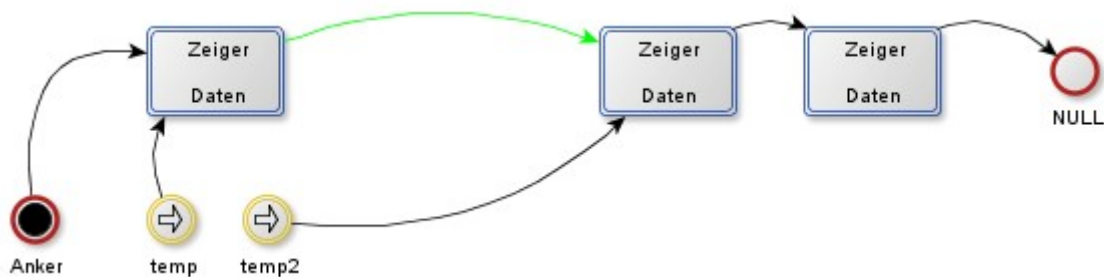 Zeiger
Daten
Zeiger
Daten
Zeiger
Daten
NULL
Anker
temp
temp2